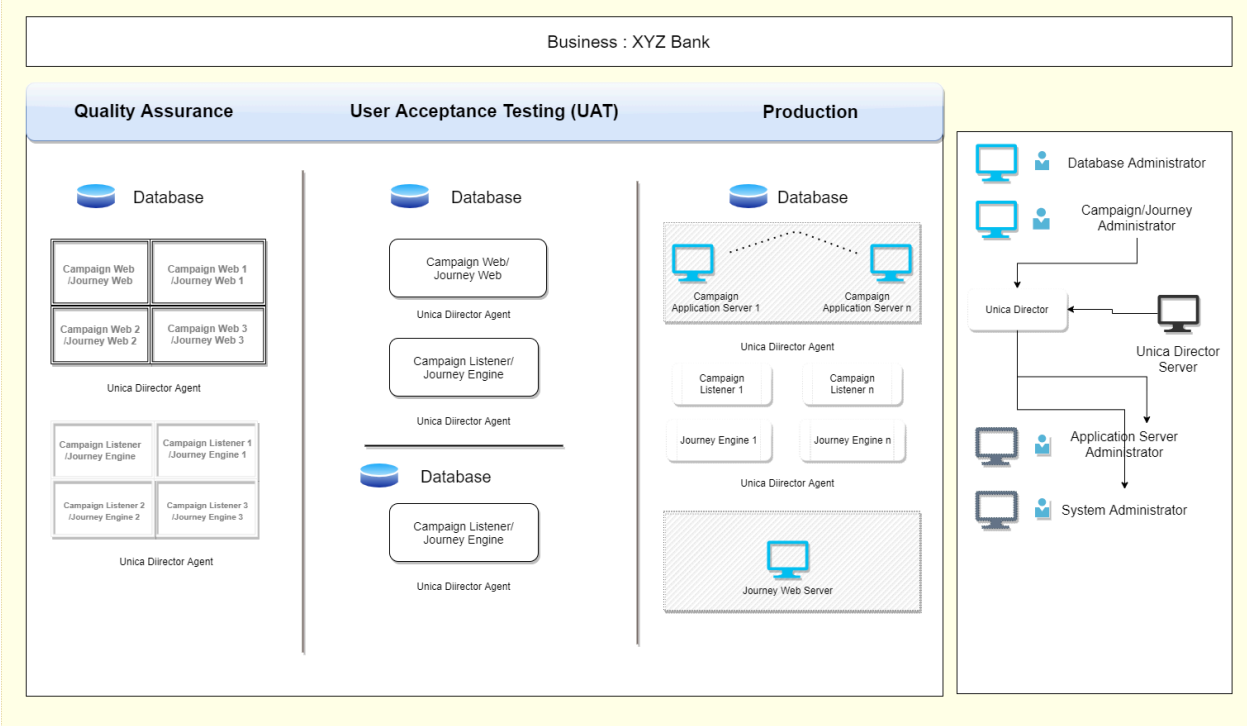 Business : XYZ Bank
Quality Assurance
User Acceptance Testing (UAT)
Production
Database
Campaign Web
/Journey Web
Campaign Web 1
/Journey Web 1
Campaign Web 2
/Journey Web 2
Campaign Web 3
/Journey Web 3
Unica Diirector Agent
Campaign Listener
/Journey Engine
Campaign Listener 1
/Journey Engine 1
Campaign Listener 2
/Journey Engine 2
Campaign Listener 3
/Journey Engine 3
Unica Diirector Agent
Database
Campaign Web/
Journey Web
Unica Diirector Agent
Campaign Listener/
Journey Engine
Unica Diirector Agent
Database
Campaign Listener/
Journey Engine
Unica Diirector Agent
Database
Campaign
Application Server 1
Campaign
Application Server n
Unica Diirector Agent
Campaign
Listener 1
Campaign
Listener n
Journey Engine 1
Journey Engine n
Unica Diirector Agent
Journey Web Server
Database Administrator
Campaign/Journey
Administrator
Unica Director
Unica Director
Server
Application Server
Administrator
System Administrator